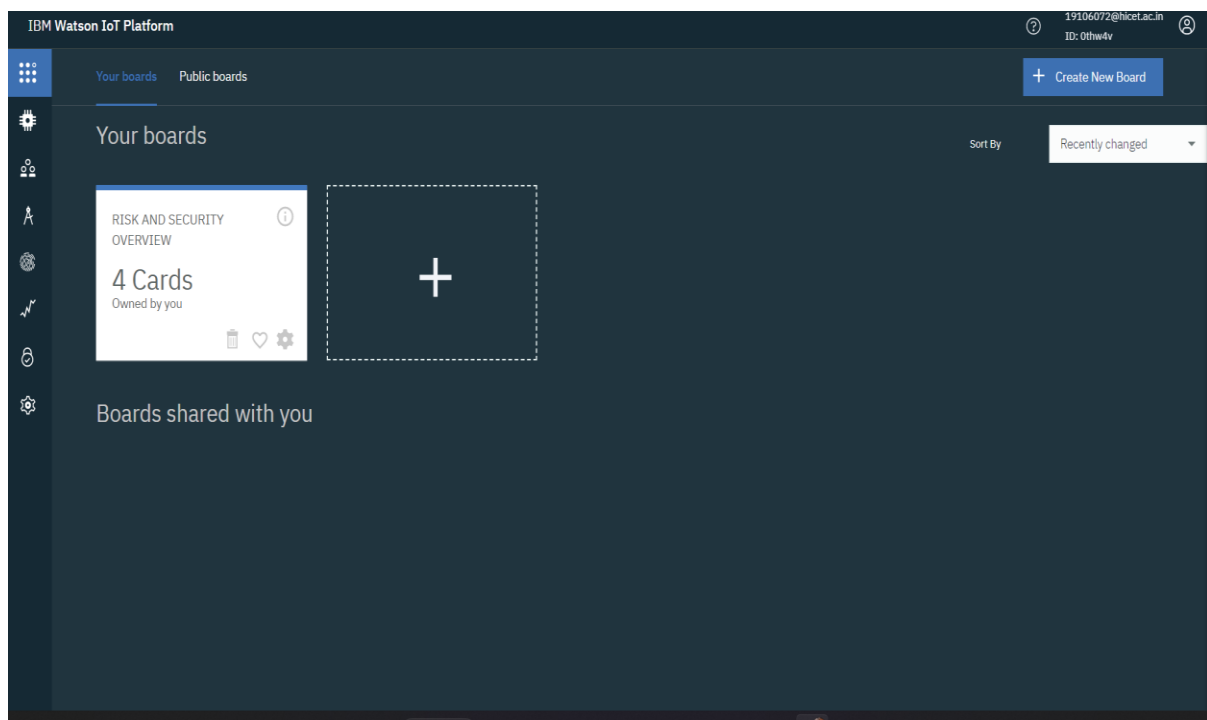 IBM Watson IoT Platform
19106072@hicet.ac.in
ID: 0thw4v
Your boards
Public boards
Create New Board
Your boards
Sort By
Recently changed
RISK AND SECURITY
OVERVIEW
4 Cards
Owned by you
Boards shared with you